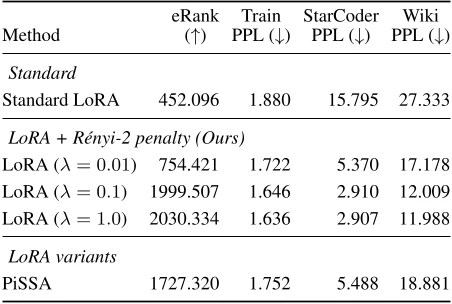 eRank Train StarCoder Wiki
Method (↑) PPL (↓) PPL (↓) PPL (↓)
Standard
Standard LoRA 452.096 1.880 15.795 27.333
LoRA + Rényi-2 penalty (Ours)
LoRA (λ = 0.01) 754.421 1.722 5.370 17.178
LoRA (λ = 0.1) 1999.507 1.646 2.910 12.009
LoRA (λ = 1.0) 2030.334 1.636 2.907 11.988
LoRA variants
PiSSA 1727.320 1.752 5.488 18.881